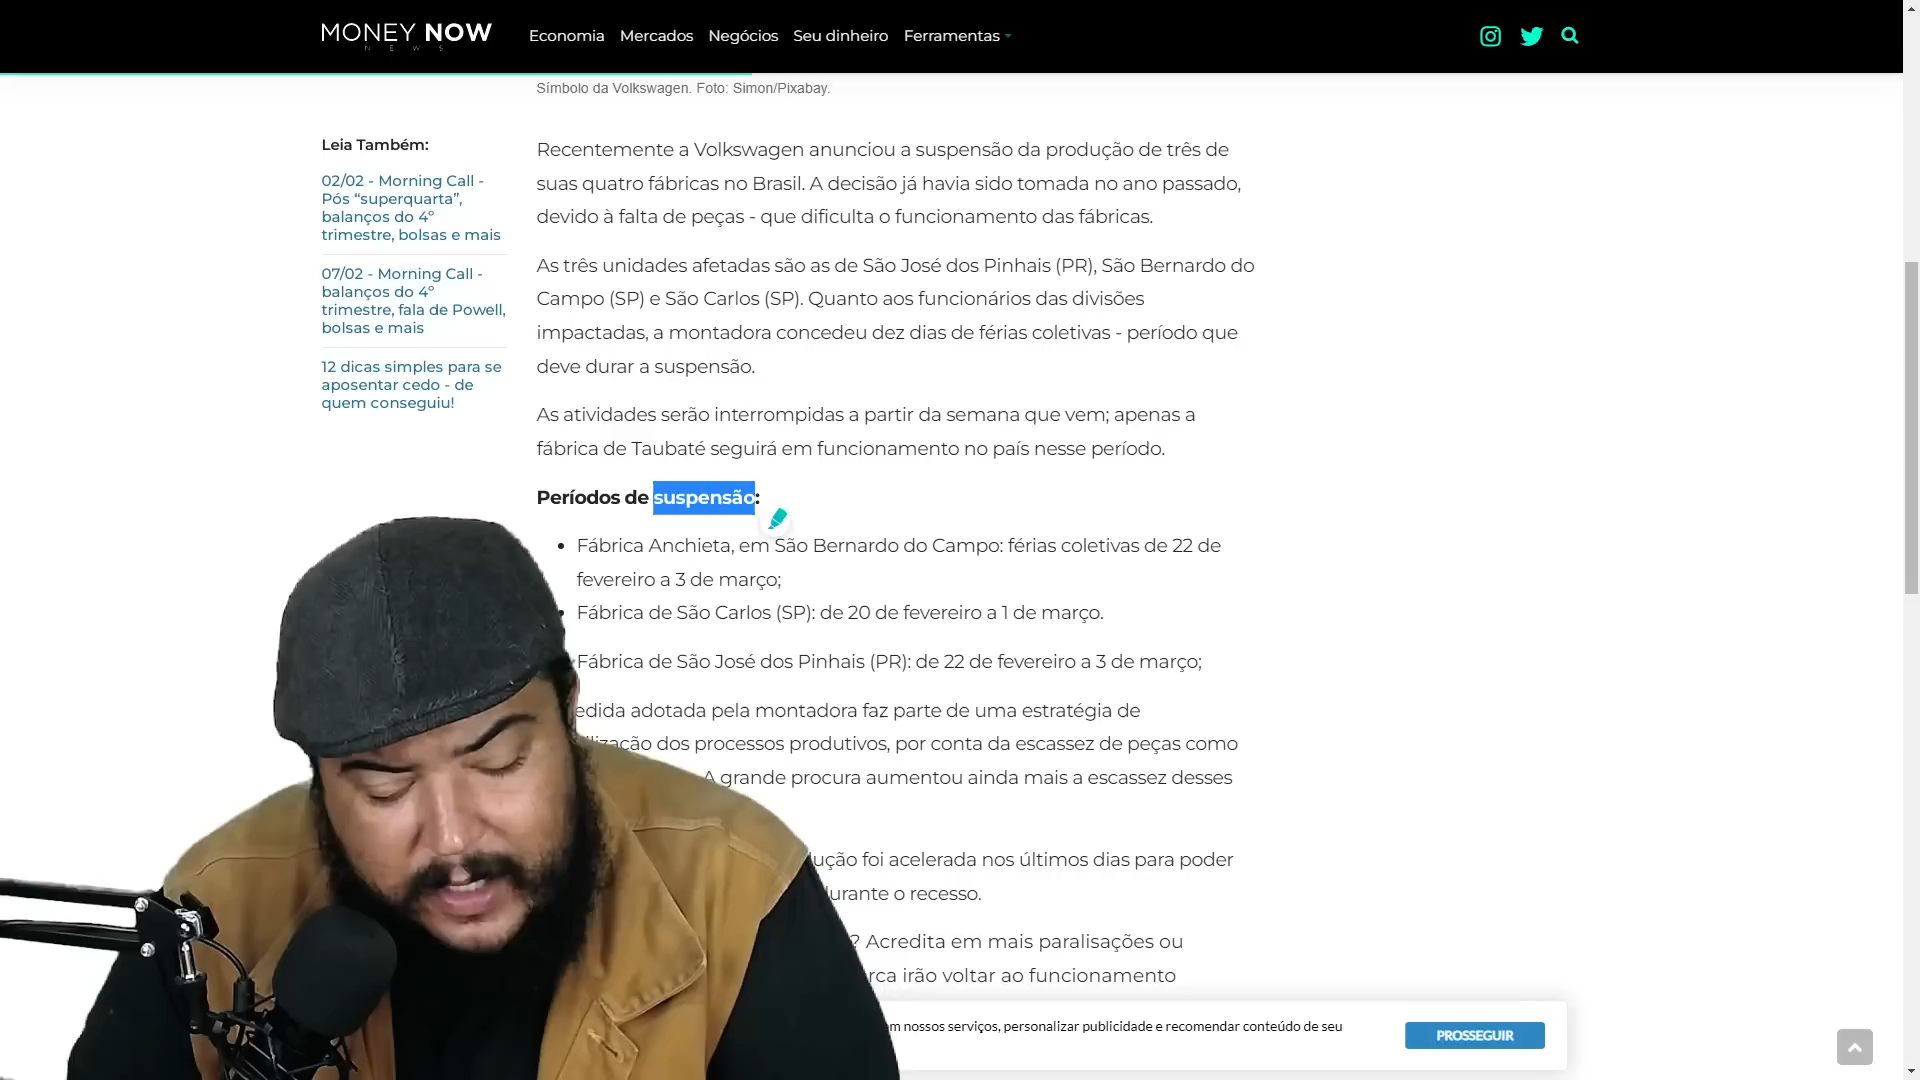 MONEY NOW
NEWS
Economia Mercados Negócios Seu dinheiro Ferramentas
Símbolo da Volkswagen. Foto: Simon/Pixabay.
Leia Também:
02/02 - Morning Call -
Pós “superquarta”,
balanços do 4º
trimestre, bolsas e mais
07/02 - Morning Call -
balanços do 4º
trimestre, fala de Powell,
bolsas e mais
12 dicas simples para se
aposentar cedo - de
quem conseguiu!
Recentemente a Volkswagen anunciou a suspensão da produção de três de
suas quatro fábricas no Brasil. A decisão já havia sido tomada no ano passado,
devido à falta de peças - que dificulta o funcionamento das fábricas.
As três unidades afetadas são as de São José dos Pinhais (PR), São Bernardo do
Campo (SP) e São Carlos (SP). Quanto aos funcionários das divisões
impactadas, a montadora concedeu dez dias de férias coletivas - período que
deve durar a suspensão.
As atividades serão interrompidas a partir da semana que vem; apenas a
fábrica de Taubaté seguirá em funcionamento no país nesse período.
Períodos de suspensão:
Fábrica Anchieta, em São Bernardo do Campo: férias coletivas de 22 de
fevereiro a 3 de março;
Fábrica de São Carlos (SP): de 20 de fevereiro a 1 de março.
Fábrica de São José dos Pinhais (PR): de 22 de fevereiro a 3 de março;
adotada pela montadora faz parte de uma estratégia de
dos processos produtivos, por conta da escassez de peças como
A grande procura aumentou ainda mais a escassez desses
foi acelerada nos últimos dias para poder
durante o recesso.
? Acredita em mais paralisações ou
irão voltar ao funcionamento
nossos serviços, personalizar publicidade e recomendar conteúdo de seu
PROSSEGUIR